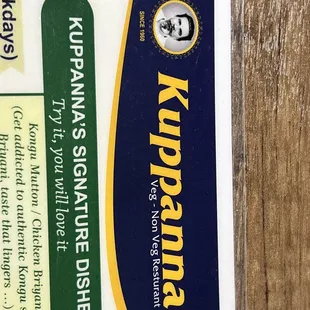 SINCE 1960
Kuppanna
Veg - Non Veg Resturant
KUPPANNA'S SIGNATURE DISHE
Try it, you will love it
kdays)
Kongu Mutton / Chicken Briyan
(Get addicted to authentic Kongu s
Briyani, taste that lingers ...)